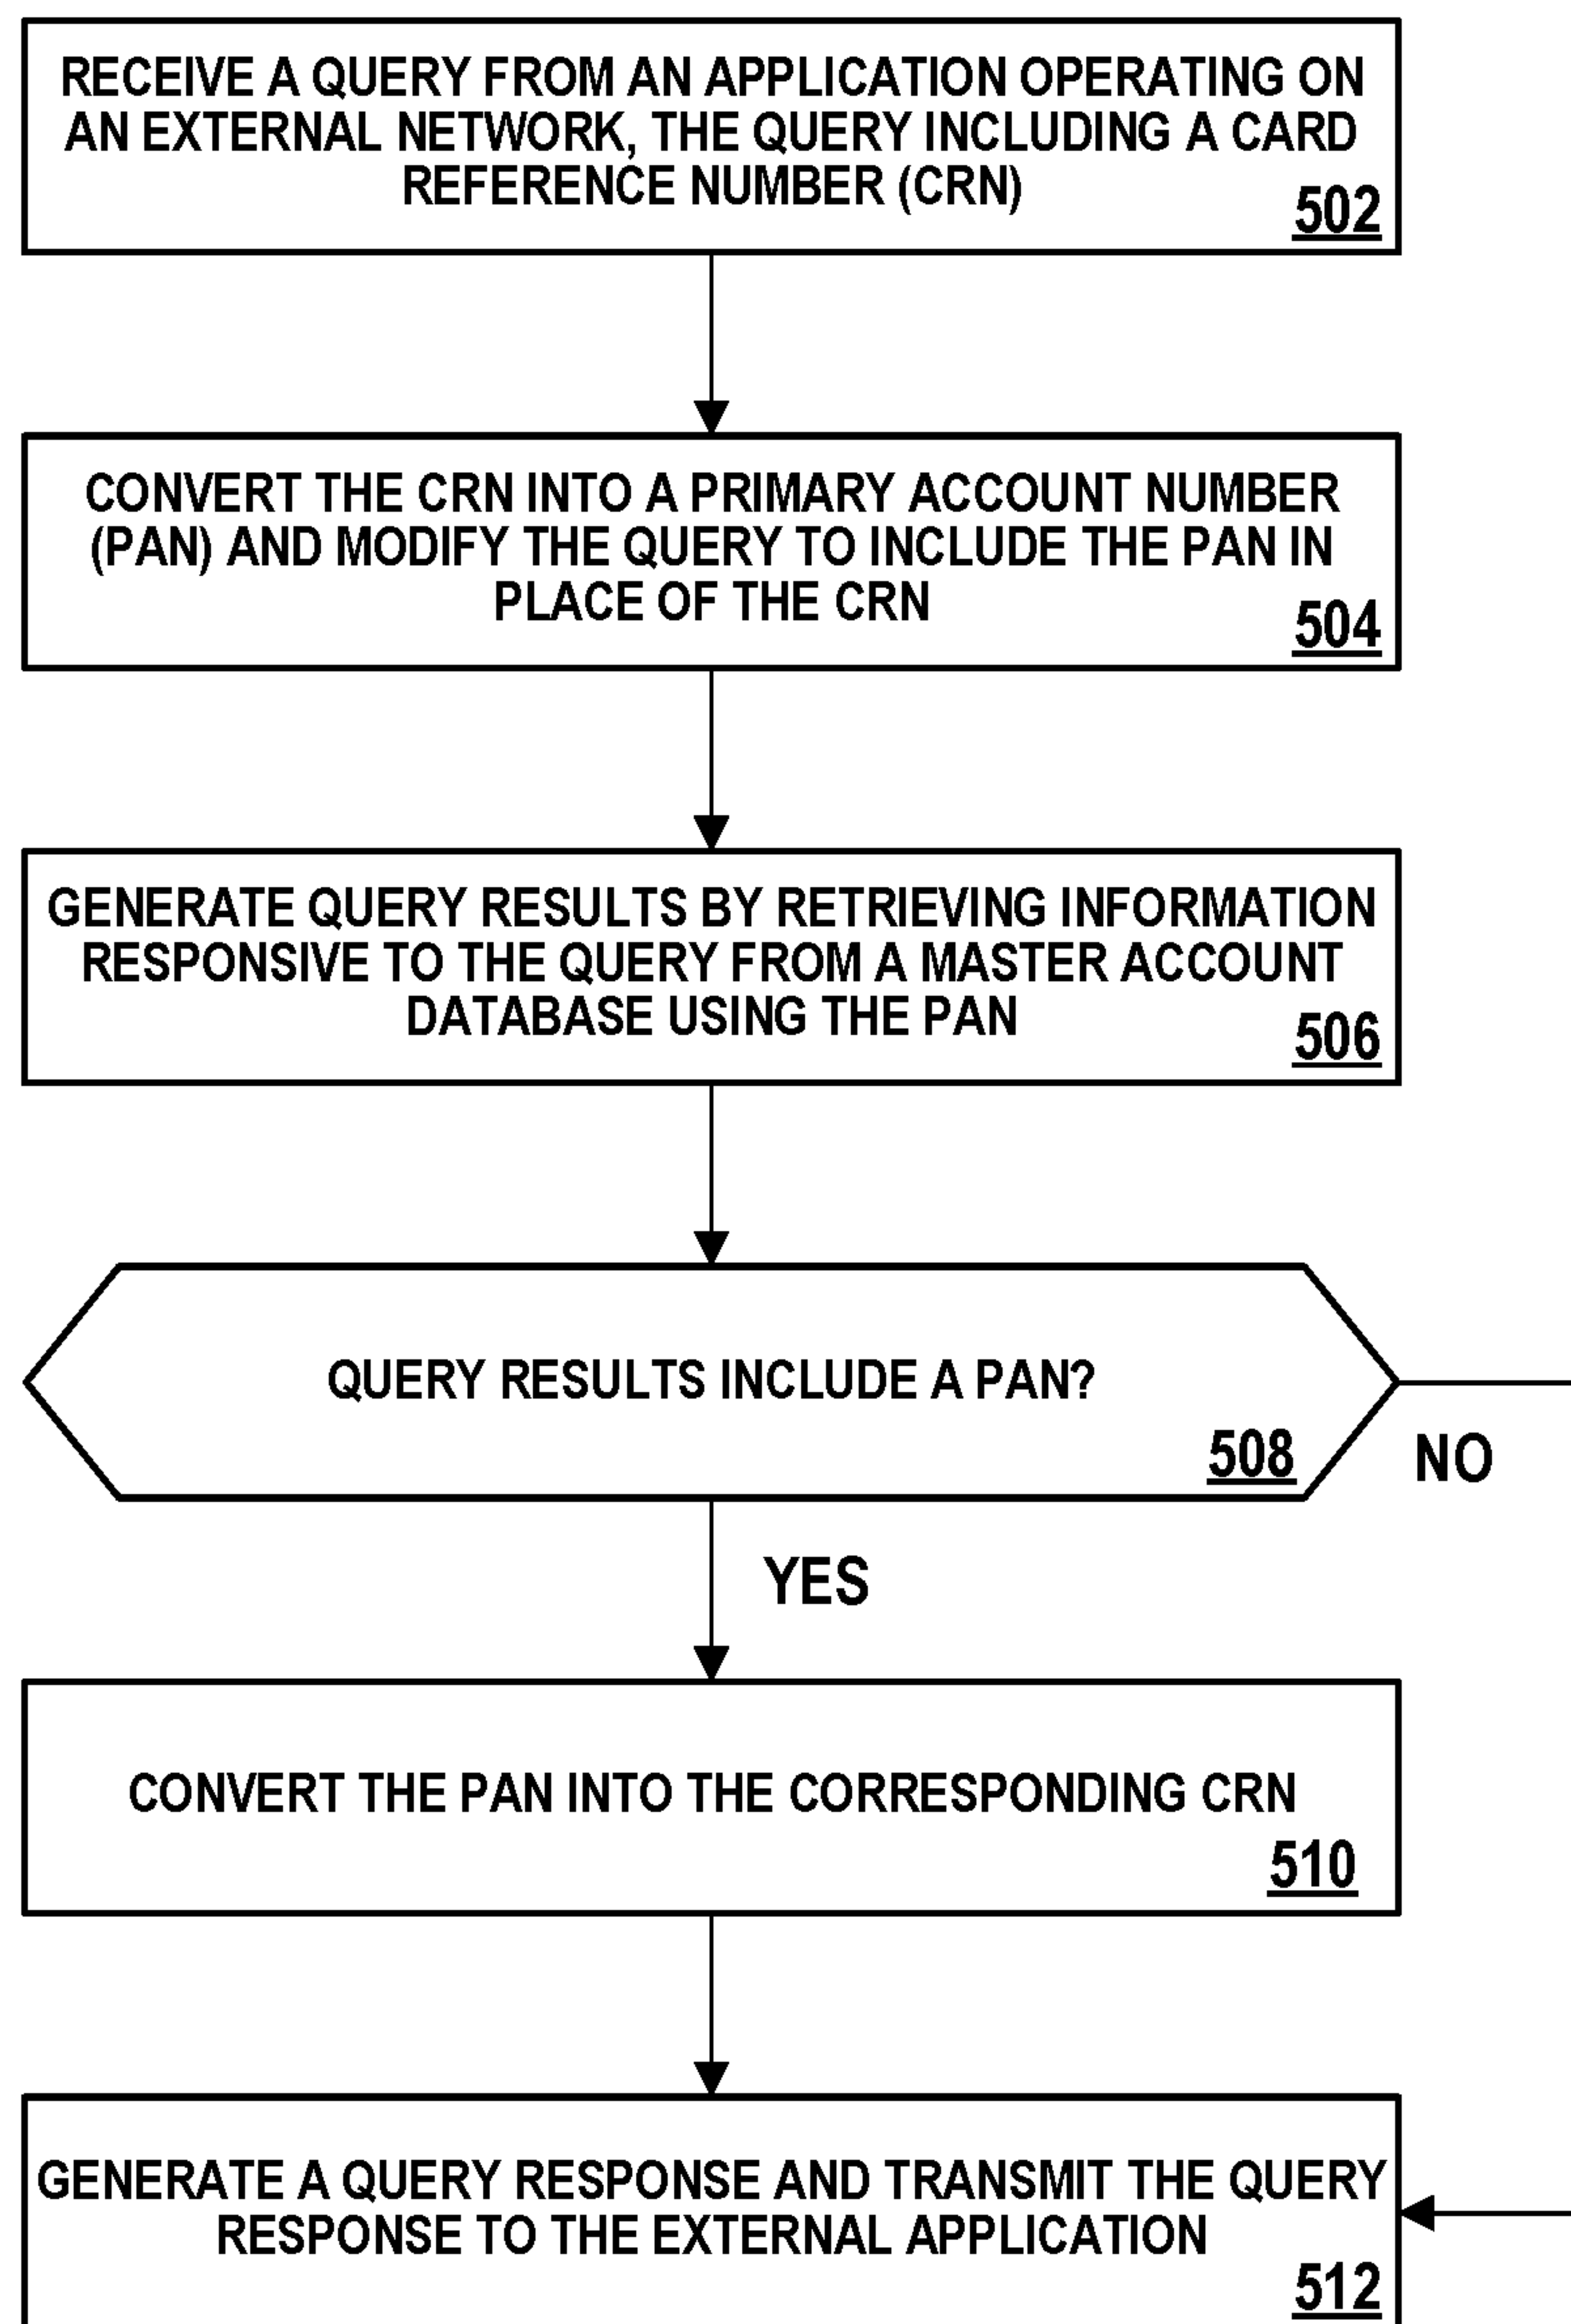 RECEIVE A QUERY FROM AN APPLICATION OPERATING ON
AN EXTERNAL NETWORK, THE QUERY INCLUDING A CARD
REFERENCE NUMBER (CRN)
502
CONVERT THE CRN INTO A PRIMARY ACCOUNT NUMBER
(PAN) AND MODIFY THE QUERY TO INCLUDE THE PAN IN
PLACE OF THE CRN
504
GENERATE QUERY RESULTS BY RETRIEVING INFORMATION
RESPONSIVE TO THE QUERY FROM A MASTER ACCOUNT
DATABASE USING THE PAN
506
QUERY RESULTS INCLUDE A PAN?
508
NO
YES
CONVERT THE PAN INTO THE CORRESPONDING CRN
510
GENERATE A QUERY RESPONSE AND TRANSMIT THE QUERY
RESPONSE TO THE EXTERNAL APPLICATION
512